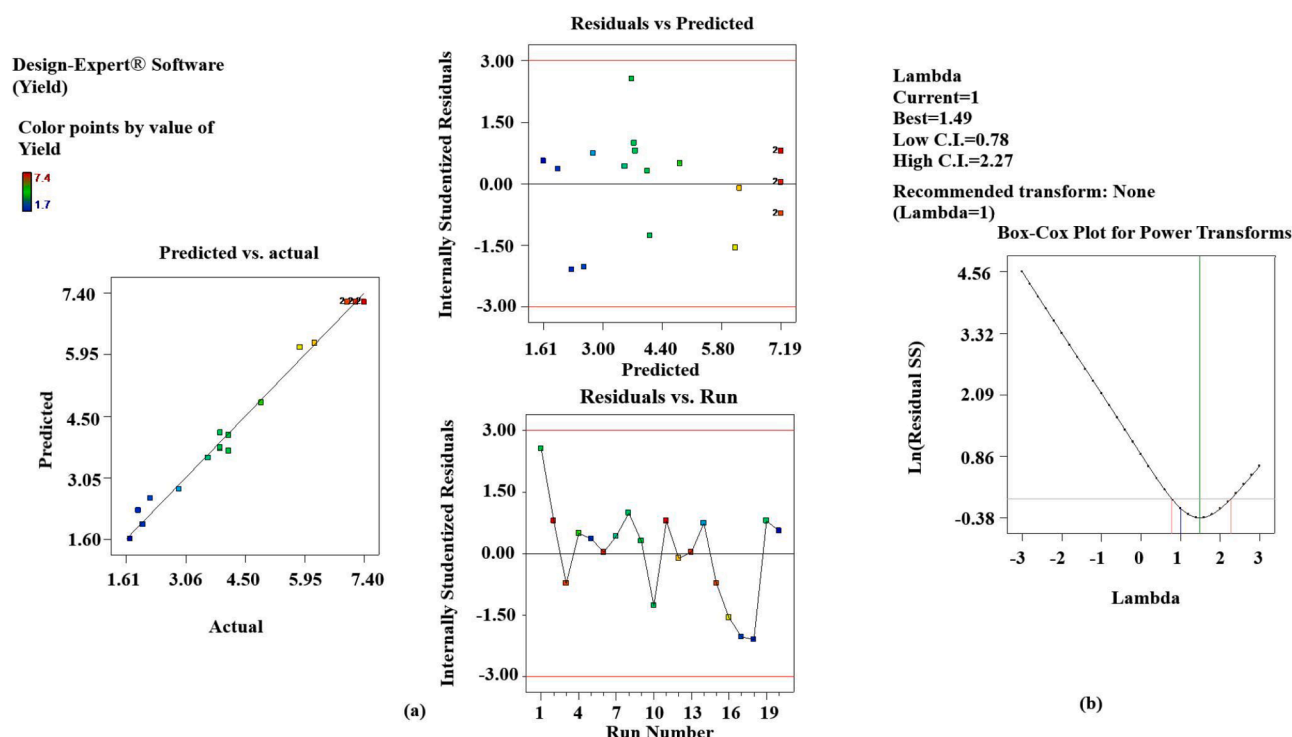 Design-Expert® Software
(Yield)
Color points by value of
Yield
7.4
1.7
Predicted vs. actual
Predicted
7.40
5.95
4.50
3.05
1.60
2 2 2
1.61 3.06 4.50 5.95 7.40
Actual
Residuals vs Predicted
Internally Studentized Residuals
3.00
1.50
0.00
-1.50
-3.00
2
2
2
1.61 3.00 4.40 5.80 7.19
Predicted
Residuals vs. Run
Internally Studentized Residuals
3.00
1.50
0.00
-1.50
-3.00
1 4 7 10 13 16 19
Run Number
(a)
Lambda
Current=1
Best=1.49
Low C.I.=0.78
High C.I.=2.27
Recommended transform: None
(Lambda=1)
Box-Cox Plot for Power Transforms
Ln(Residual SS)
4.56
3.32
2.09
0.86
-0.38
-3 -2 -1 0 1 2 3
Lambda
(b)